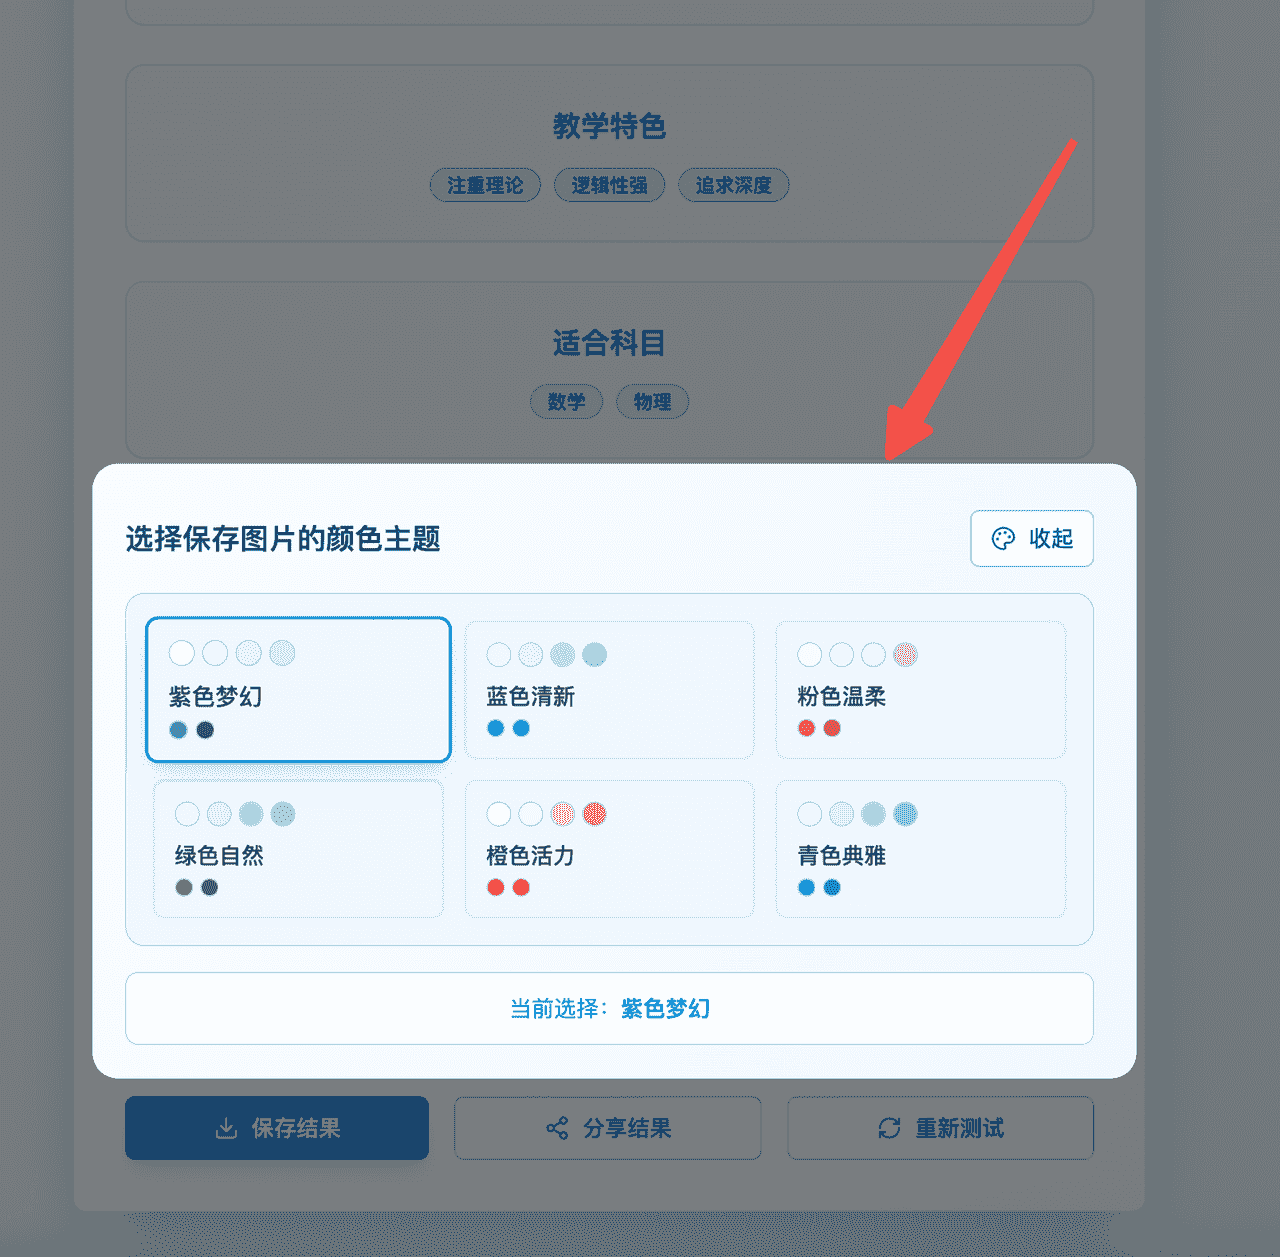 教学特色
注重理论 逻辑性强 追求深度
适合科目
数学 物理
选择保存图片的颜色主题 收起
紫色梦幻 蓝色清新 粉色温柔
绿色自然 橙色活力 青色典雅
当前选择：紫色梦幻
保存结果 分享结果 重新测试